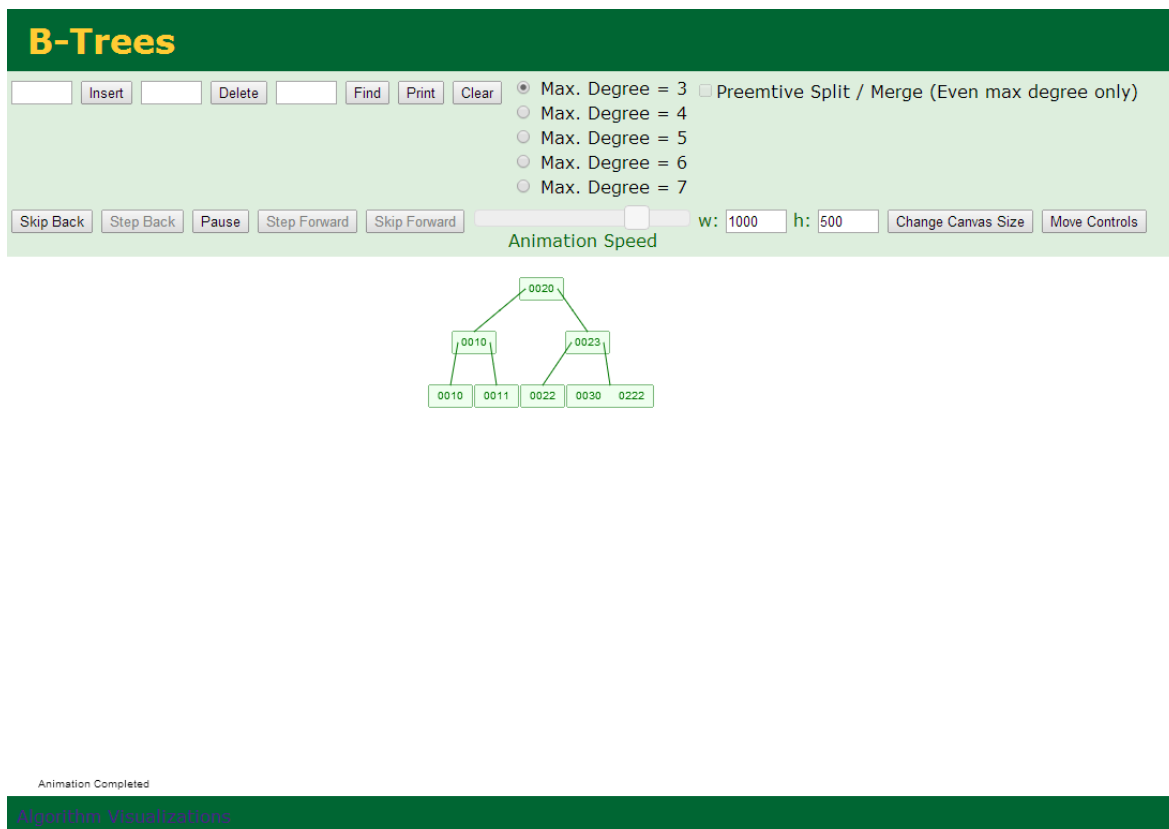 B-Trees
Insert Delete Find Print Clear Max. Degree = 3 Preemtive Split / Merge (Even max degree only)
Max. Degree = 4
Max. Degree = 5
Max. Degree = 6
Max. Degree = 7
Skip Back Step Back Pause Step Forward Skip Forward w: 1000 h: 500 Change Canvas Size Move Controls
Animation Speed
0020
0010 0023
0010 0011 0022 0030 0222
Animation Completed
Algorithm Visualizations